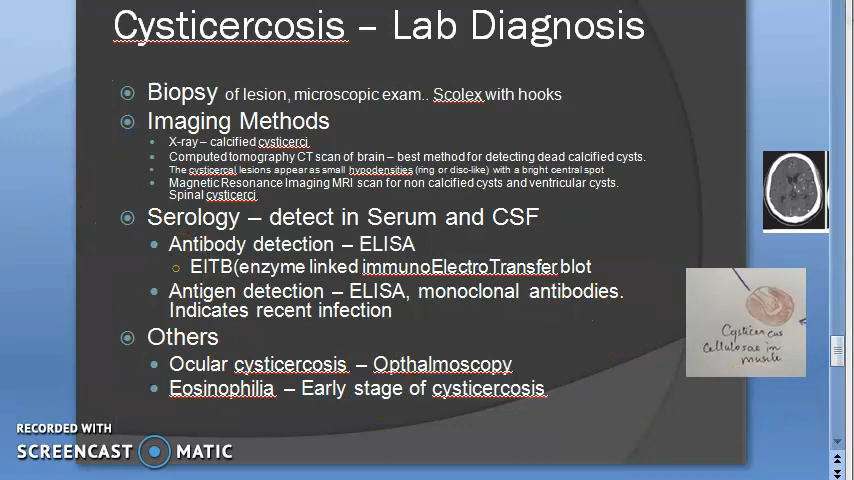 Cysticercosis – Lab Diagnosis
Biopsy of lesion, microscopic exam.. Scolex with hooks
Imaging Methods
X-ray – calcified cysticerci.
Computed tomography CT scan of brain – best method for detecting dead calcified cysts.
The cysticercal lesions appear as small hypodensities (ring or disc-like) with a bright central spot
Magnetic Resonance Imaging MRI scan for non calcified cysts and ventricular cysts.
Spinal cysticerci.
Serology – detect in Serum and CSF
Antibody detection – ELISA
EITB(enzyme linked immunoElectroTransfer blot
Antigen detection – ELISA, monoclonal antibodies.
Indicates recent infection
Others
Ocular cysticercosis – Opthalmoscopy
Eosinophilia – Early stage of cysticercosis
Cysticercus
cellulosae in
muscle
RECORDED WITH
SCREENCAST MATIC